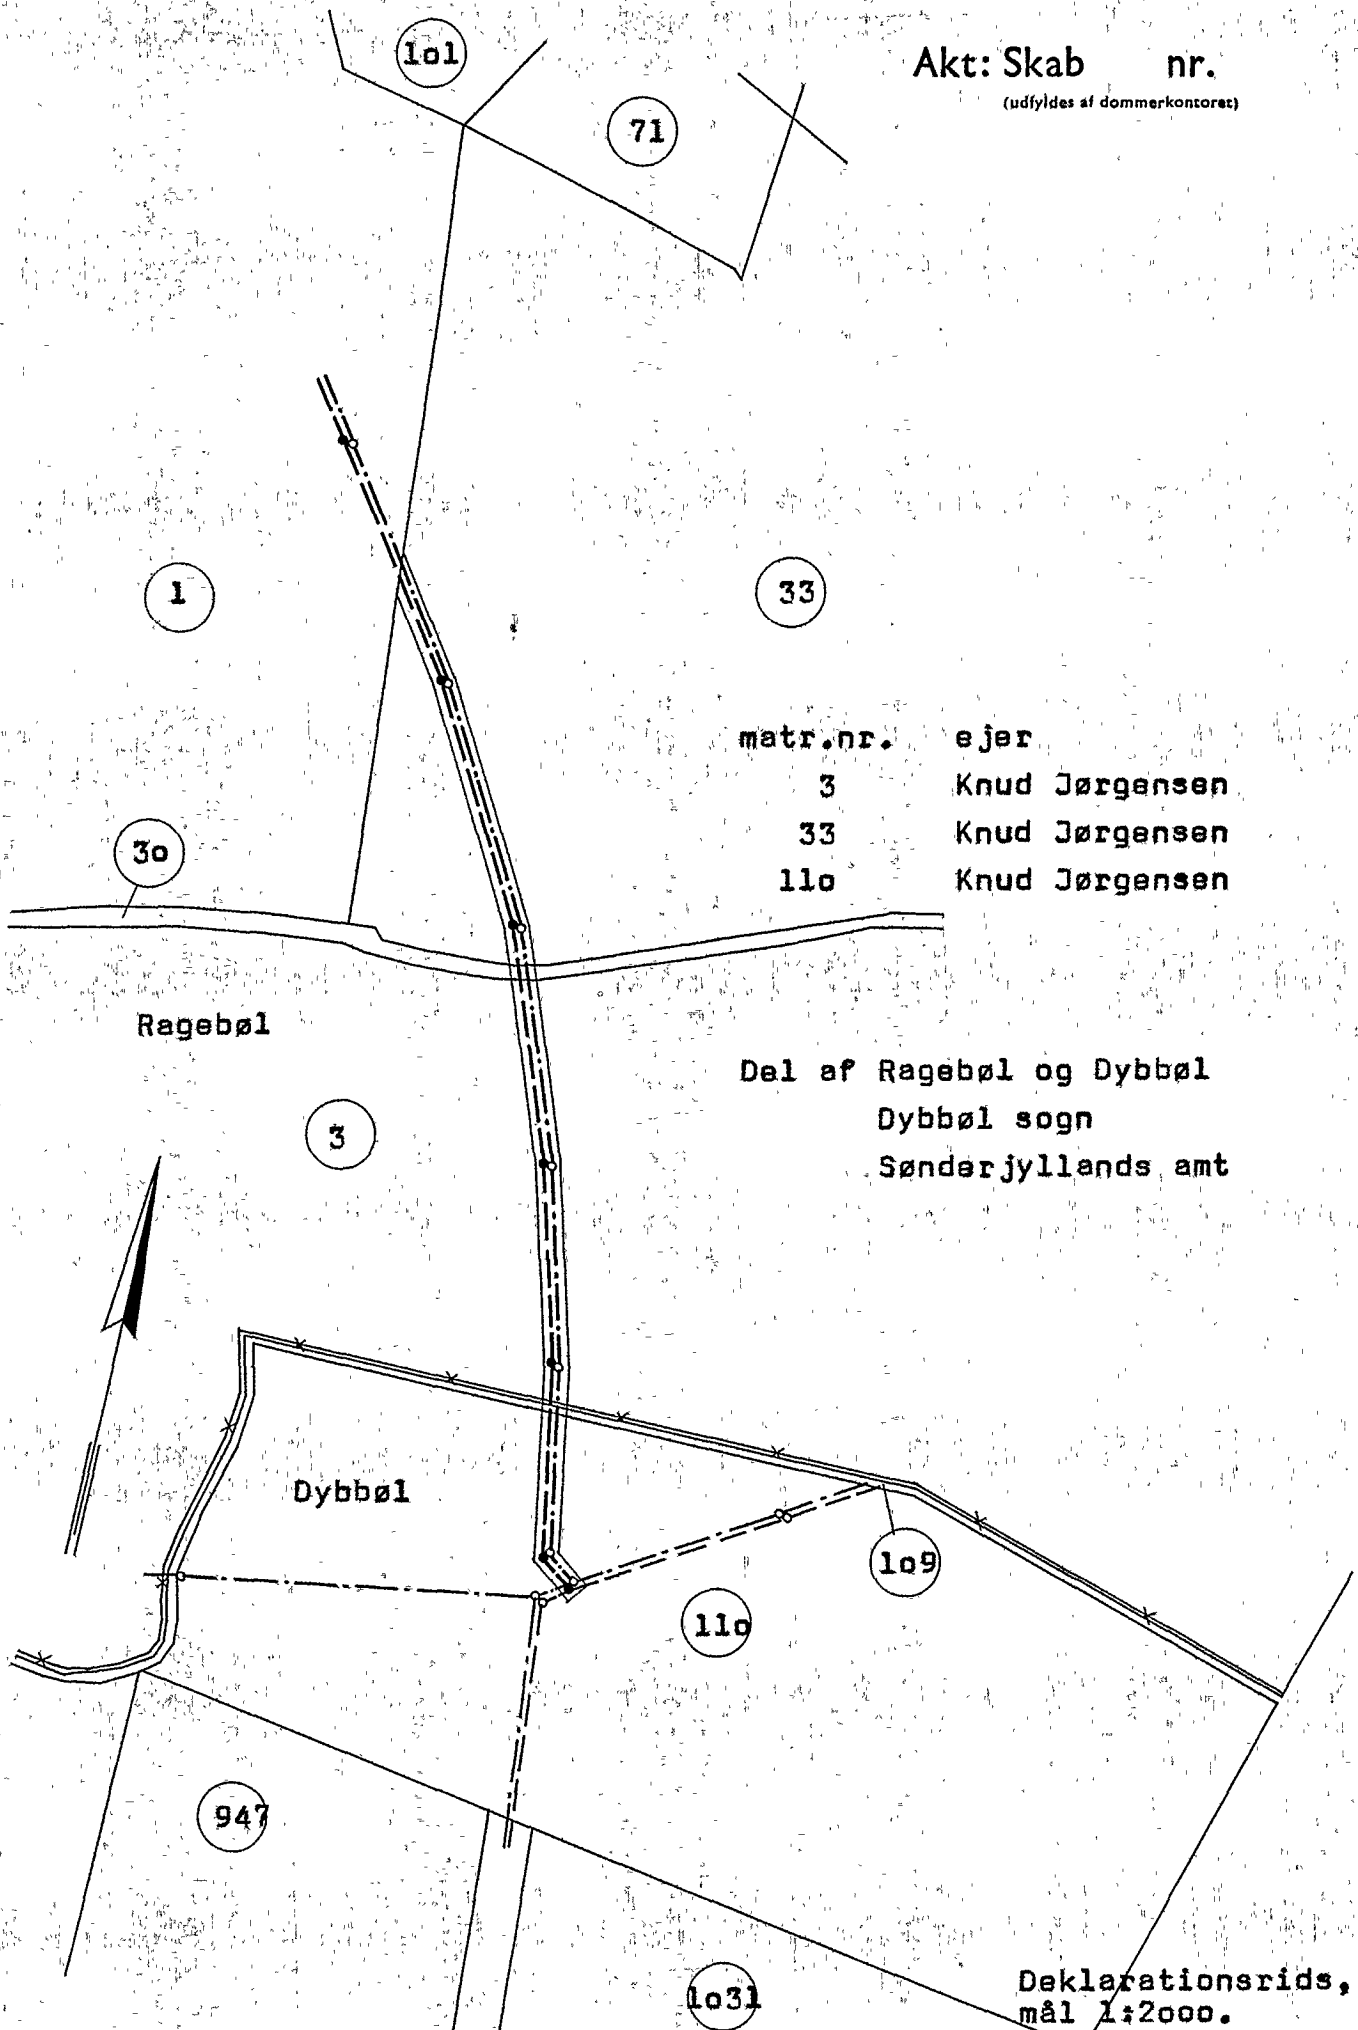 Akt: Skab nr.
(udfyldes af dommerkontoret)
lol
71
1
33
matr.nr. ejer
3 Knud Jørgensen
33 Knud Jørgensen
llo Knud Jørgensen
3o
Ragebøl
Del af Ragebøl og Dybbøl
Dybbøl sogn
Sønderjyllands amt
3
Dybbøl
lo9
llo
947
lo3l
Deklarationsrids,
mål 1:2ooo.